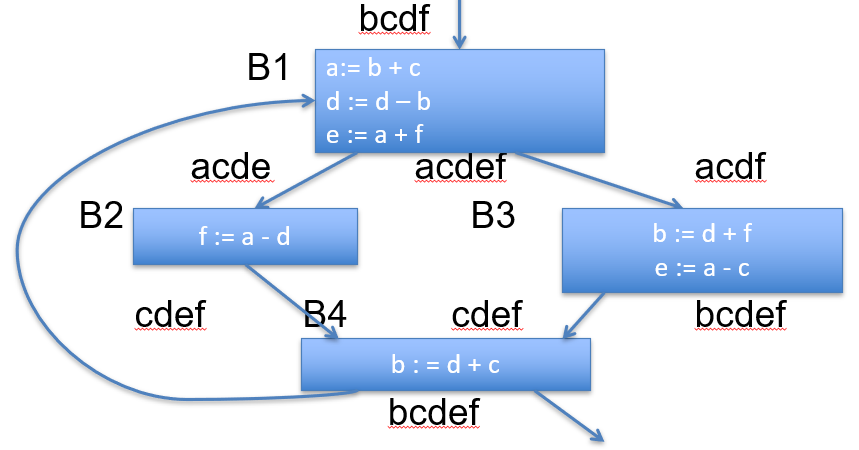 bcdf
B1
a:= b + c
d := d – b
e := a + f
acde
acdef
acdf
B2
f := a - d
B3
b := d + f
e := a - c
cdef
B4
cdef
bcdef
b : = d + c
bcdef